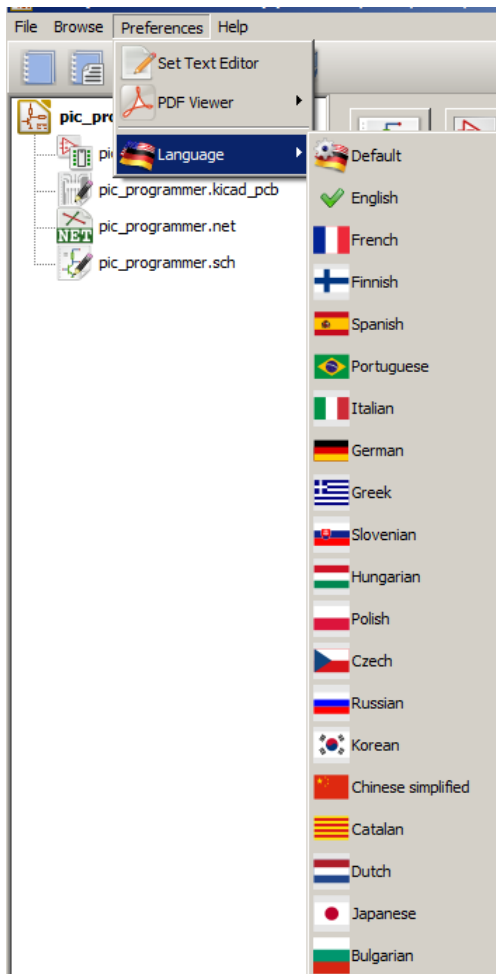 File Browse Preferences Help
Set Text Editor
PDF Viewer
Language
pic_pro
pi
pic_programmer.kicad_pcb
NET
pic_programmer.net
pic_programmer.sch
Default
English
French
Finnish
Spanish
Portuguese
Italian
German
Greek
Slovenian
Hungarian
Polish
Czech
Russian
Korean
Chinese simplified
Catalan
Dutch
Japanese
Bulgarian